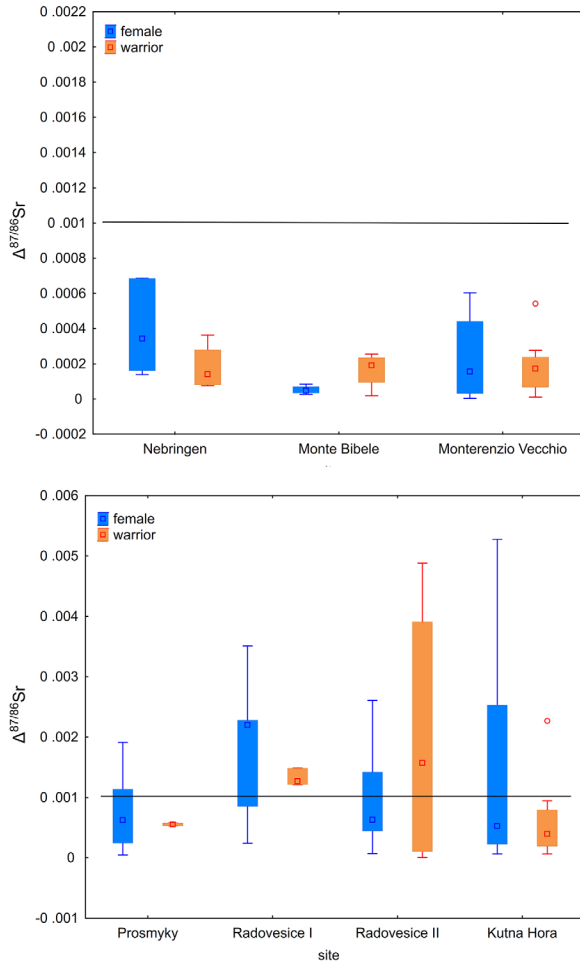 0 .0022
female
warrior
0 .002
0 .0018
0 .0016
0 .0014
0 .0012
0 .001
0 .0008
0 .0006
0 .0004
0 .0002
0
-0 .0002
Δ87/86Sr
Nebringen Monte Bibele Monterenzio Vecchio
0 .006
female
warrior
0 .005
0 .004
0 .003
0 .002
0 .001
0
-0 .001
Δ87/86Sr
Prosmyky Radovesice I Radovesice II Kutna Hora
site